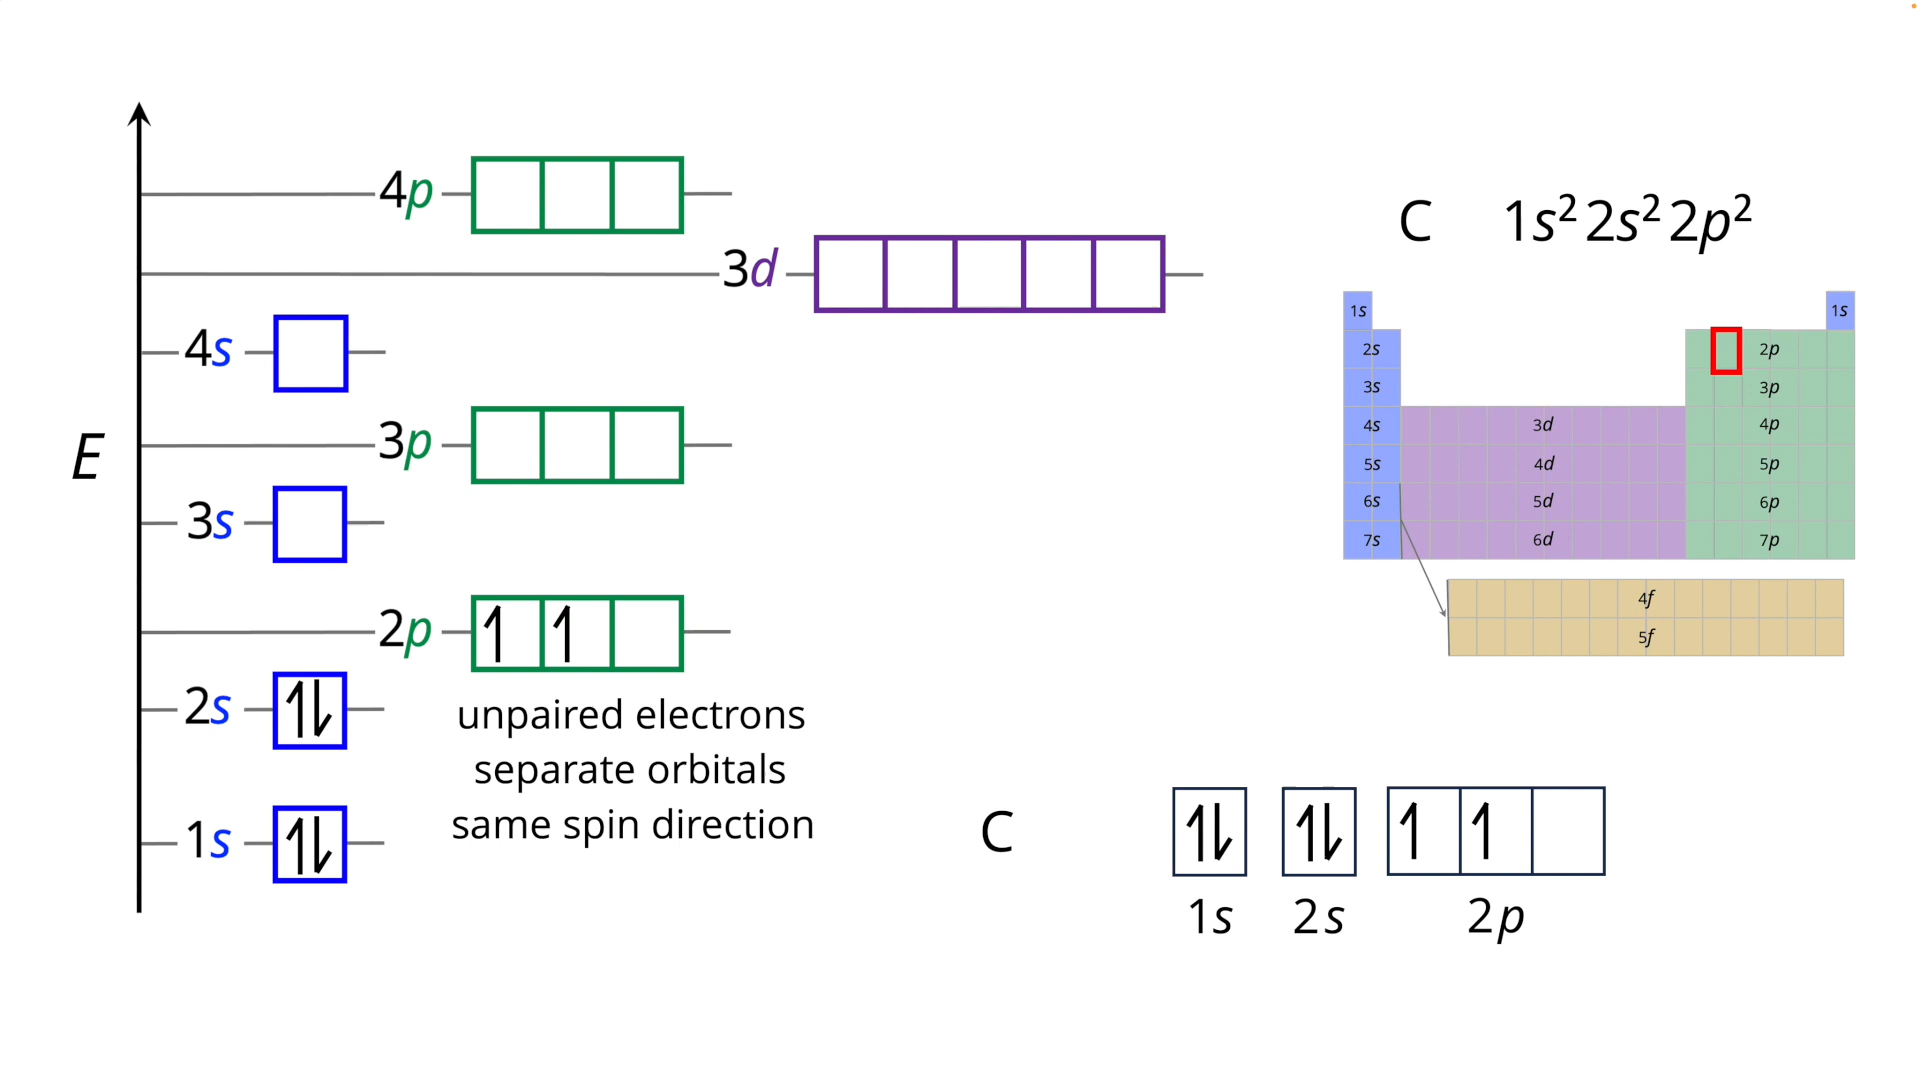 4p
3d
4s
3p
E
3s
2p
2s
1s
unpaired electrons
separate orbitals
same spin direction
C 1s² 2s² 2p²
1s 1s
2s 2p
3s 3p
4s 3d 4p
5s 4d 5p
6s 5d 6p
7s 6d 7p
4f
5f
C
1s 2s 2p